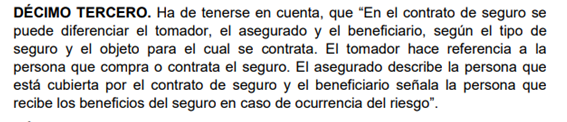 DÉCIMO TERCERO. Ha de tenerse en cuenta, que “En el contrato de seguro se
puede diferenciar el tomador, el asegurado y el beneficiario, según el tipo de
seguro y el objeto para el cual se contrata. El tomador hace referencia a la
persona que compra o contrata el seguro. El asegurado describe la persona que
está cubierta por el contrato de seguro y el beneficiario señala la persona que
recibe los beneficios del seguro en caso de ocurrencia del riesgo”.